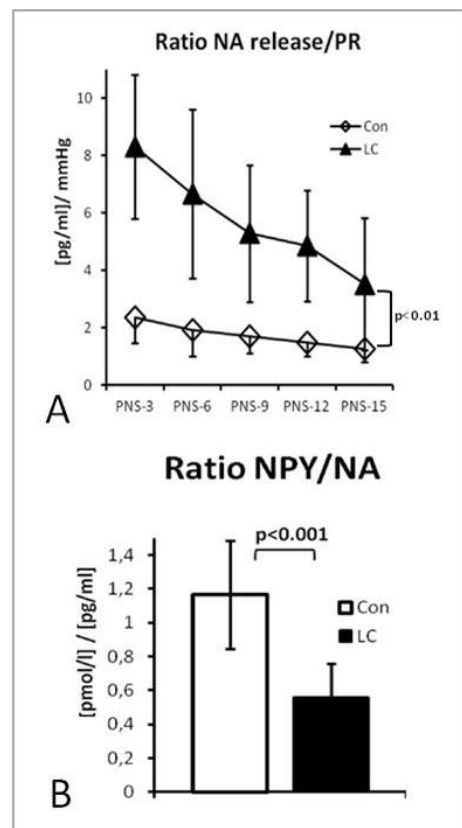 Ratio NA release/PR
[pg/ml]/ mmHg
10
8
6
4
2
0
Con
LC
p<0.01
PNS-3 PNS-6 PNS-9 PNS-12 PNS-15
A
Ratio NPY/NA
p<0.001
[pmol/l] / [pg/ml]
1,4
1,2
1
0,8
0,6
0,4
0,2
0
Con
LC
B